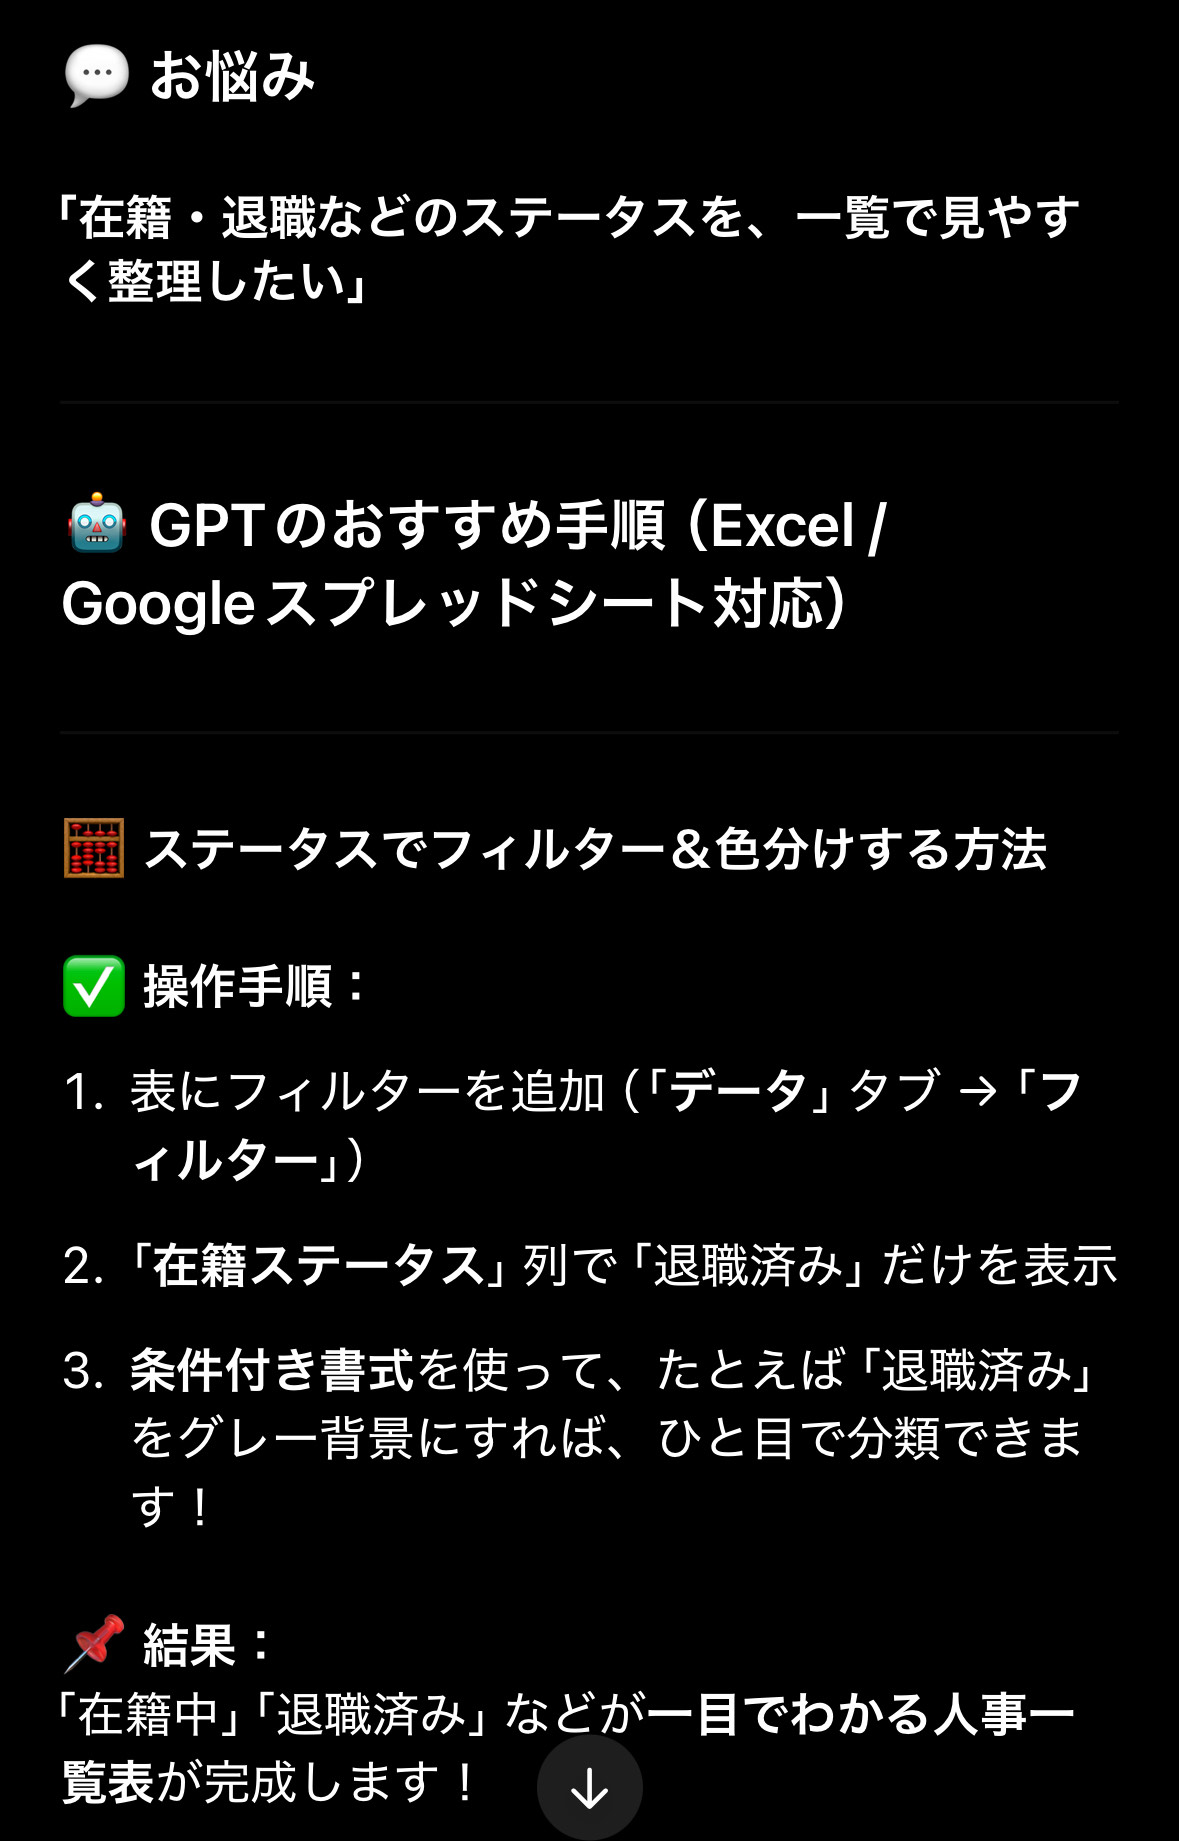 💬 お悩み
「在籍・退職などのステータスを、一覧で見やす
く整理したい」
🤖 GPTのおすすめ手順（Excel /
Googleスプレッドシート対応）
🧮 ステータスでフィルター＆色分けする方法
✅ 操作手順：
1. 表にフィルターを追加（「データ」タブ →「フ
ィルター」）
2. 「在籍ステータス」列で「退職済み」だけを表示
3. 条件付き書式を使って、たとえば「退職済み」
をグレー背景にすれば、ひと目で分類できま
す！
📌 結果：
「在籍中」「退職済み」などが一目でわかる人事一
覧表が完成します！